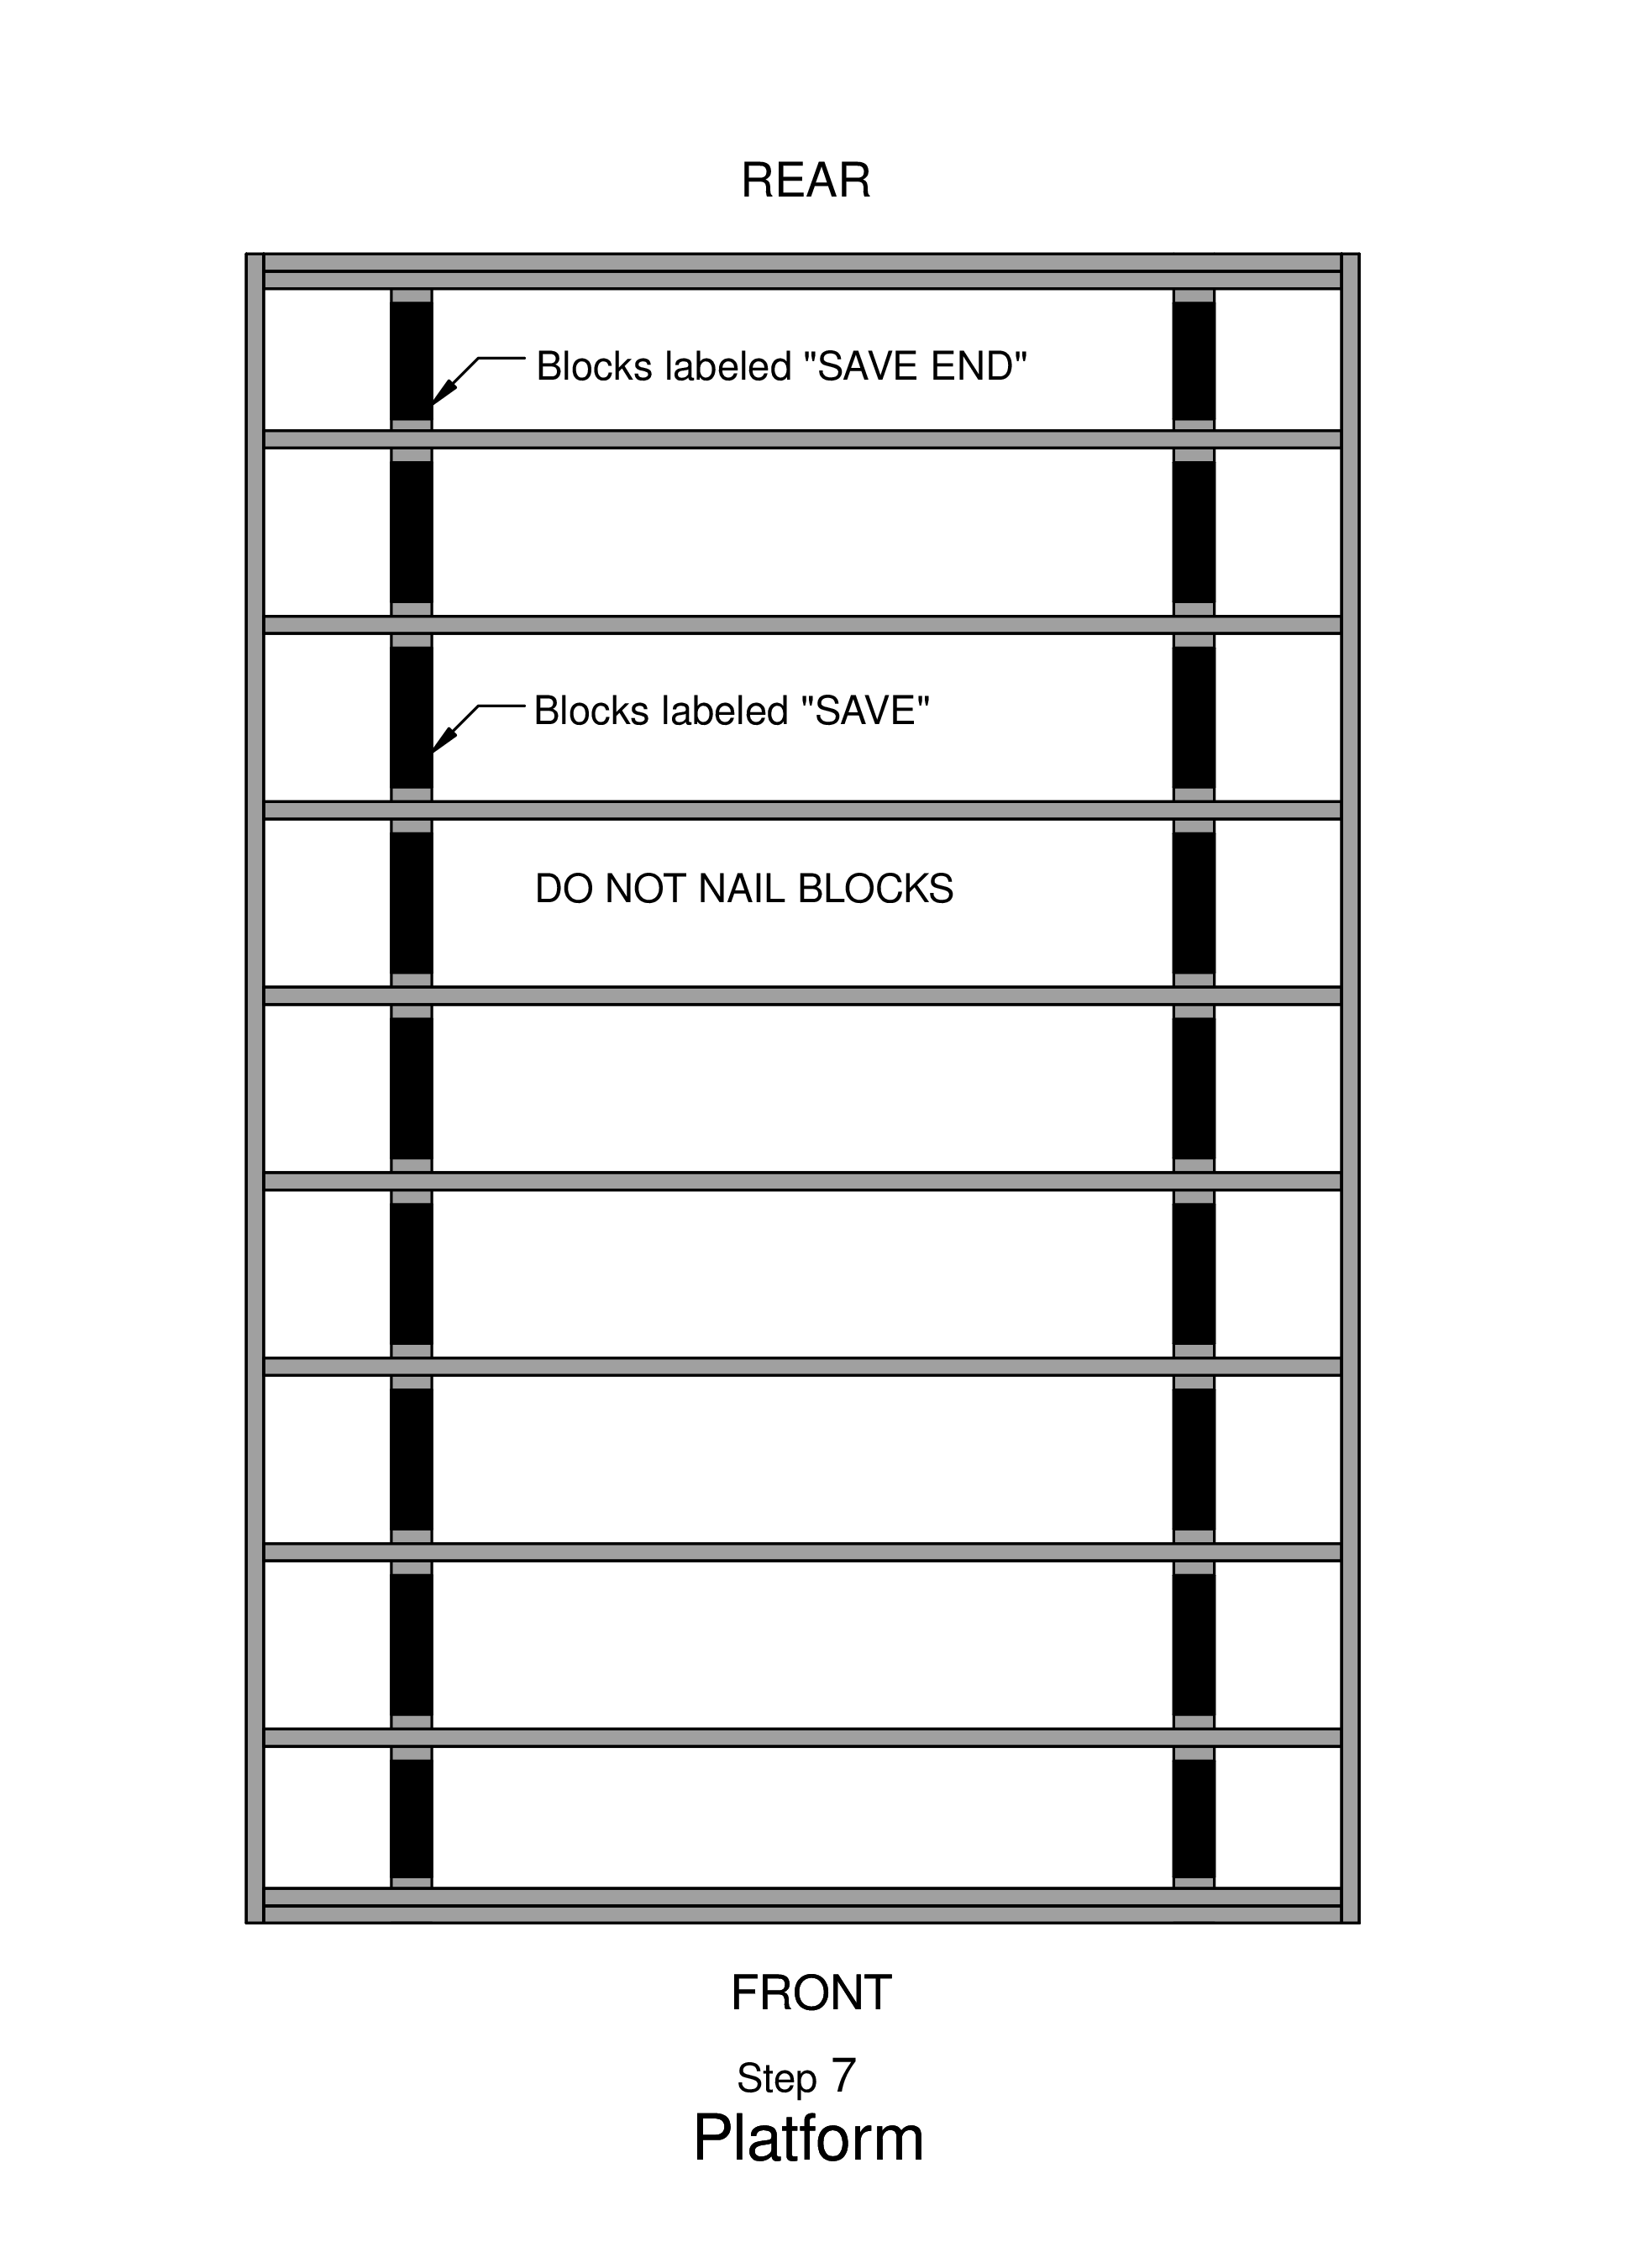 REAR
Blocks labeled "SAVE END"
Blocks labeled "SAVE"
DO NOT NAIL BLOCKS
FRONT
Step 7
Platform